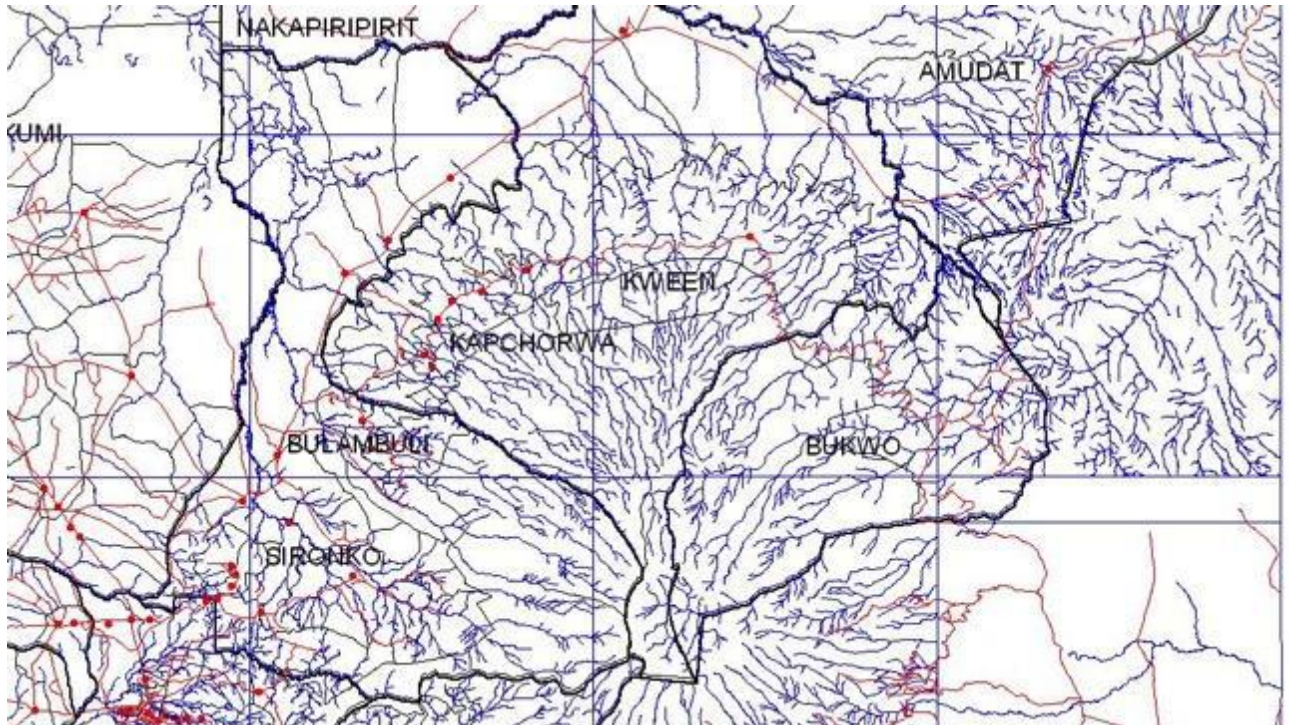 NAKAPIRIPIRIT
AMUDAT
KUMI
KWEEN
KAPCHORWA
BULAMBULI
BUKWO
SIRONKO